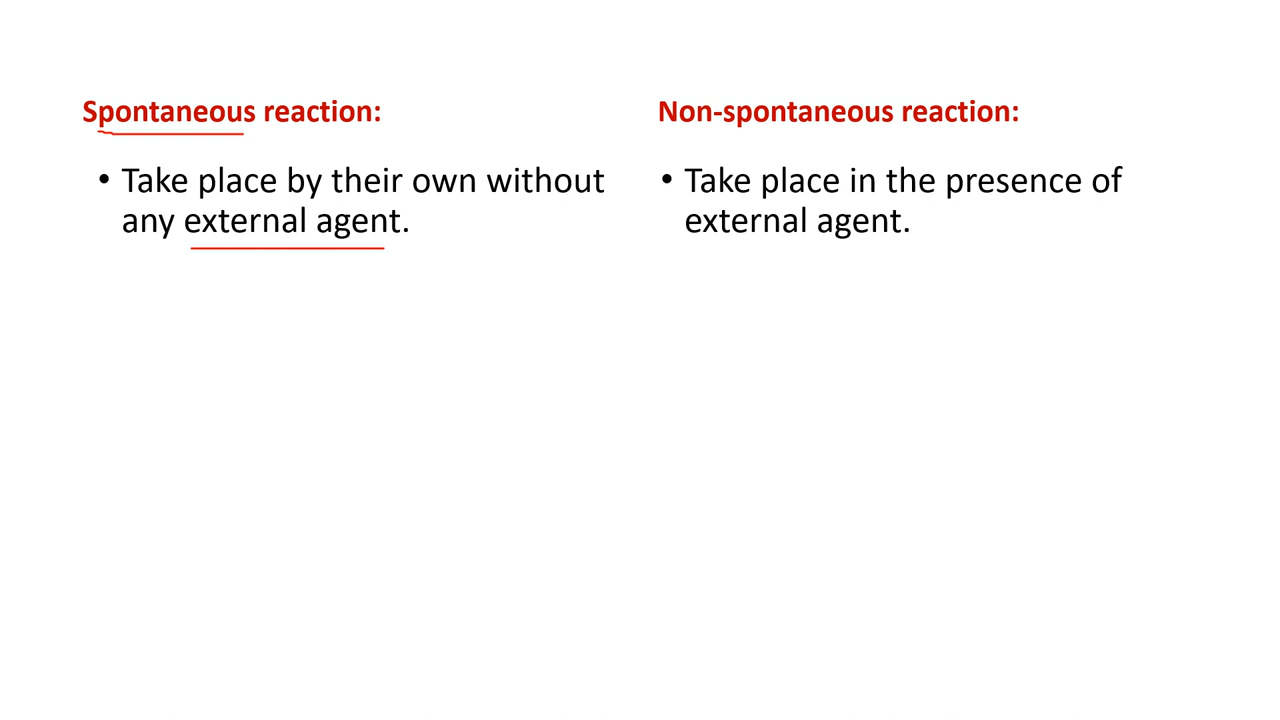 Spontaneous reaction:
• Take place by their own without
any external agent.
Non-spontaneous reaction:
• Take place in the presence of
external agent.